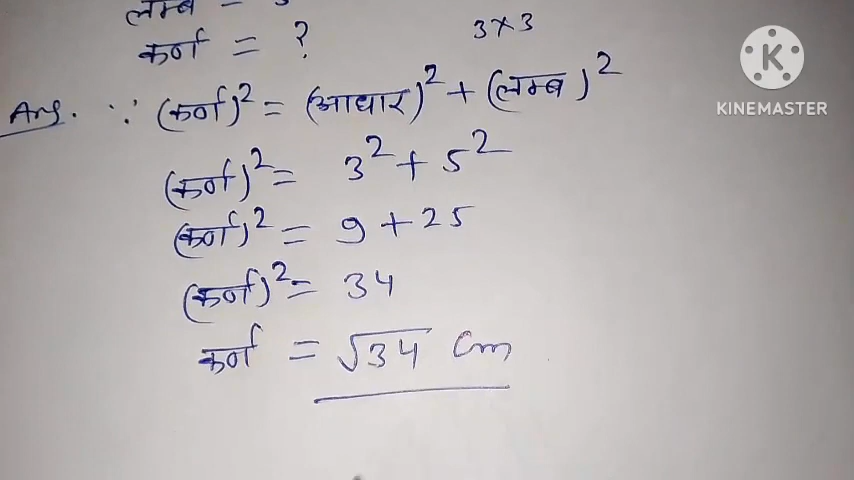 लम्ब =
कर्ण = ?
3×3
Ans. ∵ (कर्ण)² = (आधार)² + (लम्ब)²
(कर्ण)² = 3² + 5²
(कर्ण)² = 9 + 25
(कर्ण)² = 34
कर्ण = √34 cm
KINEMASTER